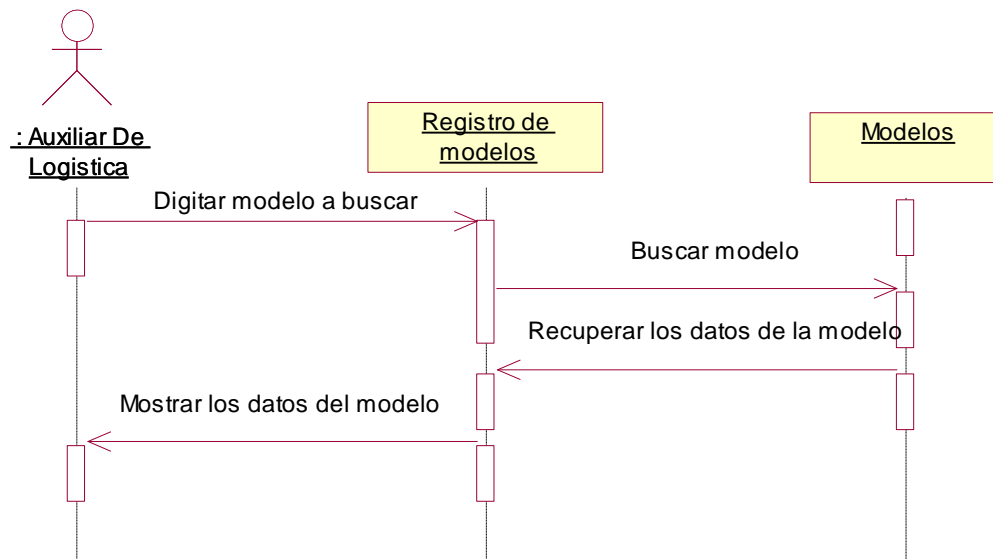 : Auxiliar De
Logistica
Registro de
modelos
Modelos
Digitar modelo a buscar
Buscar modelo
Recuperar los datos de la modelo
Mostrar los datos del modelo